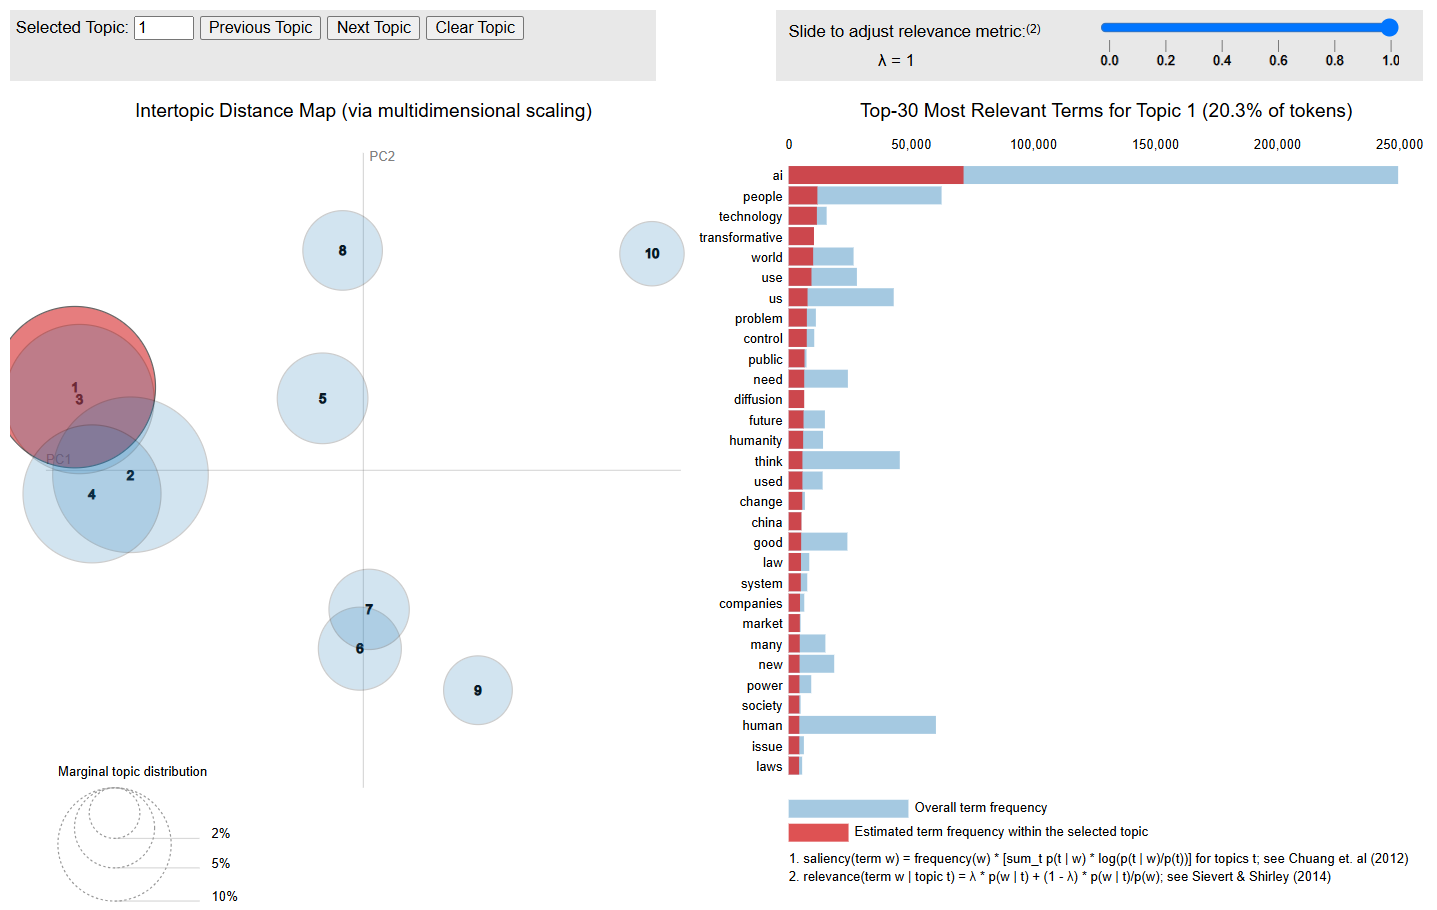 Selected Topic: 1 Previous Topic Next Topic Clear Topic
Slide to adjust relevance metric:(2)
λ = 1
0.0 0.2 0.4 0.6 0.8 1.0
Intertopic Distance Map (via multidimensional scaling)
PC2
8
10
1
3
5
PC1
2
4
7
6
9
Marginal topic distribution
2%
5%
10%
Top-30 Most Relevant Terms for Topic 1 (20.3% of tokens)
0 50,000 100,000 150,000 200,000 250,000
ai
people
technology
transformative
world
use
us
problem
control
public
need
diffusion
future
humanity
think
used
change
china
good
law
system
companies
market
many
new
power
society
human
issue
laws
Overall term frequency
Estimated term frequency within the selected topic
1. saliency(term w) = frequency(w) * [sum_t p(t | w) * log(p(t | w)/p(t))] for topics t; see Chuang et. al (2012)
2. relevance(term w | topic t) = λ * p(w | t) + (1 - λ) * p(w | t)/p(w); see Sievert & Shirley (2014)